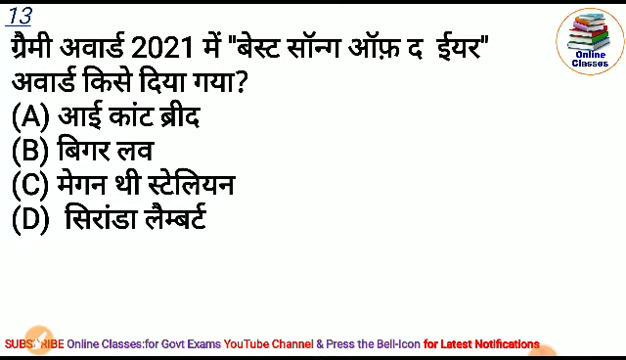 13
ग्रैमी अवार्ड 2021 में "बेस्ट सॉन्ग ऑफ़ द ईयर"
अवार्ड किसे दिया गया?
(A) आई कांट ब्रीद
(B) बिगर लव
(C) मेगन थी स्टेलियन
(D) सिरांडा लैम्बर्ट
Online
Classes
SUBSRIBE Online Classes:for Govt Exams YouTube Channel & Press the Bell-Icon for Latest Notifications